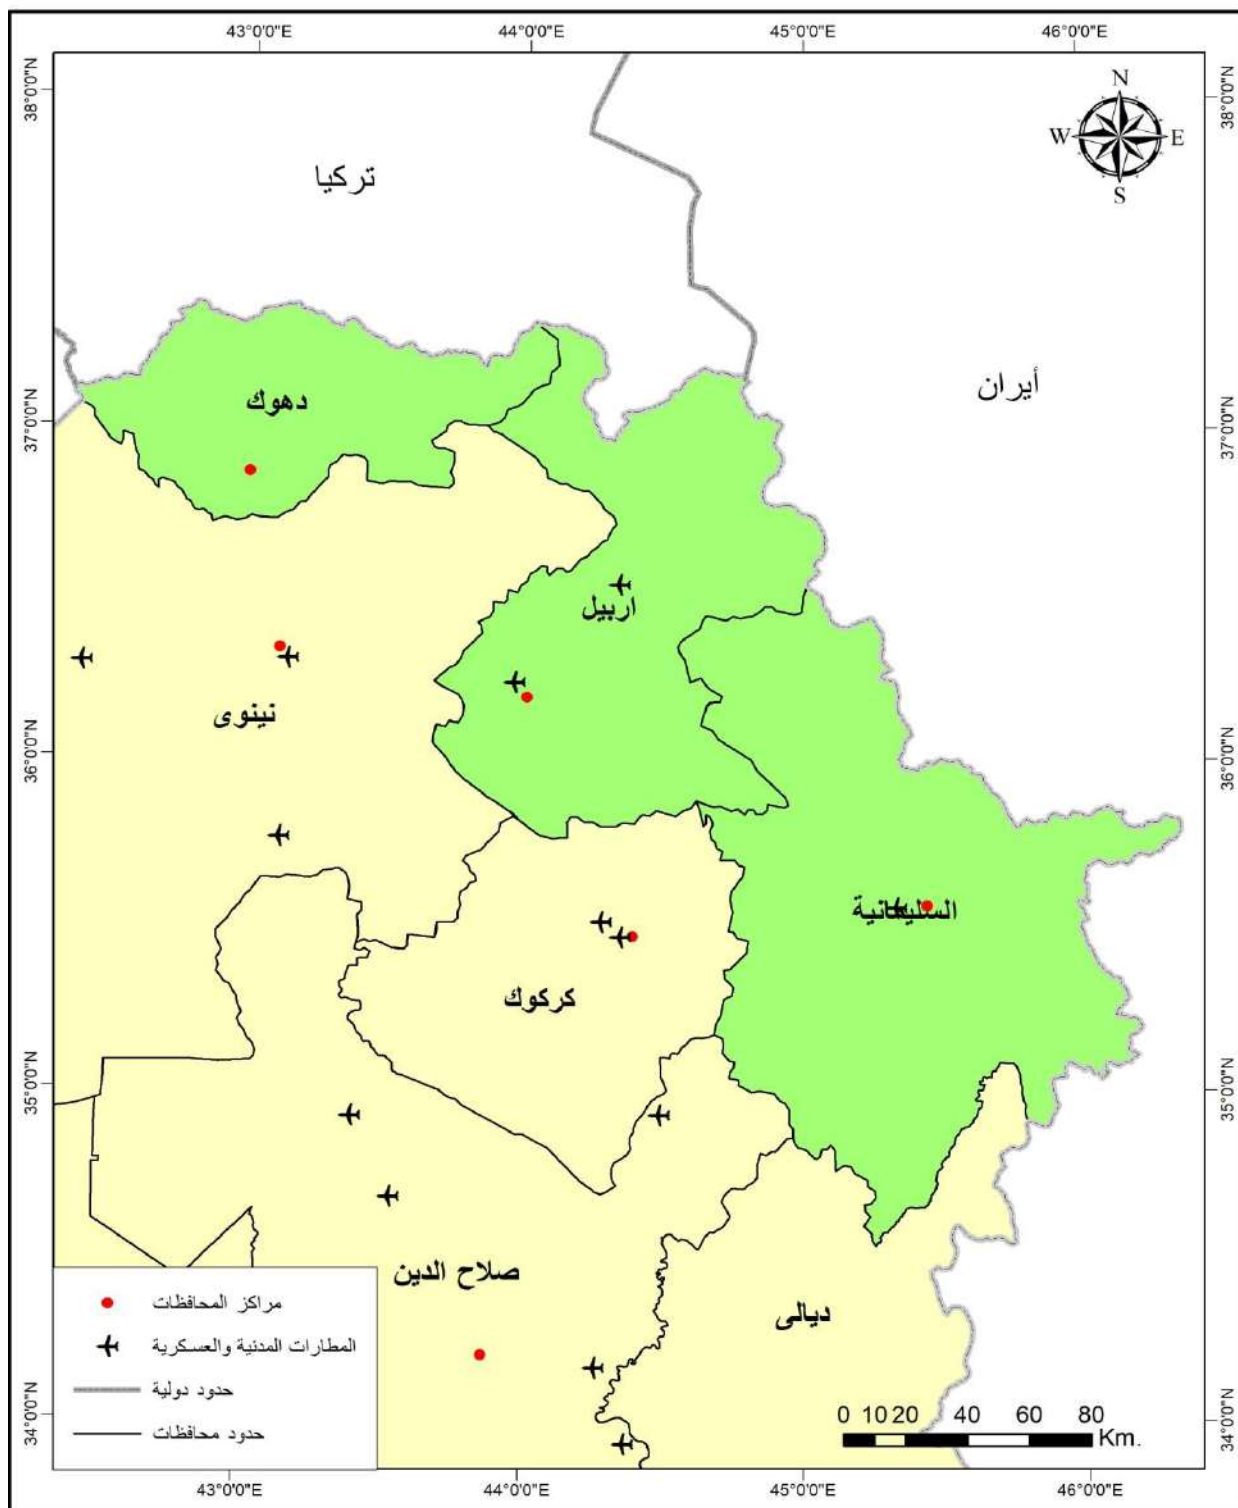 43°0'0"E 44°0'0"E 45°0'0"E 46°0'0"E
38°0'0"N 38°0'0"N
N
W E
S
تركيا
أيران
37°0'0"N 37°0'0"N
دهوك
اربيل
نينوى
36°0'0"N 36°0'0"N
السليمانية
كركوك
35°0'0"N 35°0'0"N
صلاح الدين
ديالى
مراكز المحافظات
المطارات المدنية والعسكرية
حدود دولية
حدود محافظات
0 10 20 40 60 80
Km.
34°0'0"N 34°0'0"N
43°0'0"E 44°0'0"E 45°0'0"E 46°0'0"E